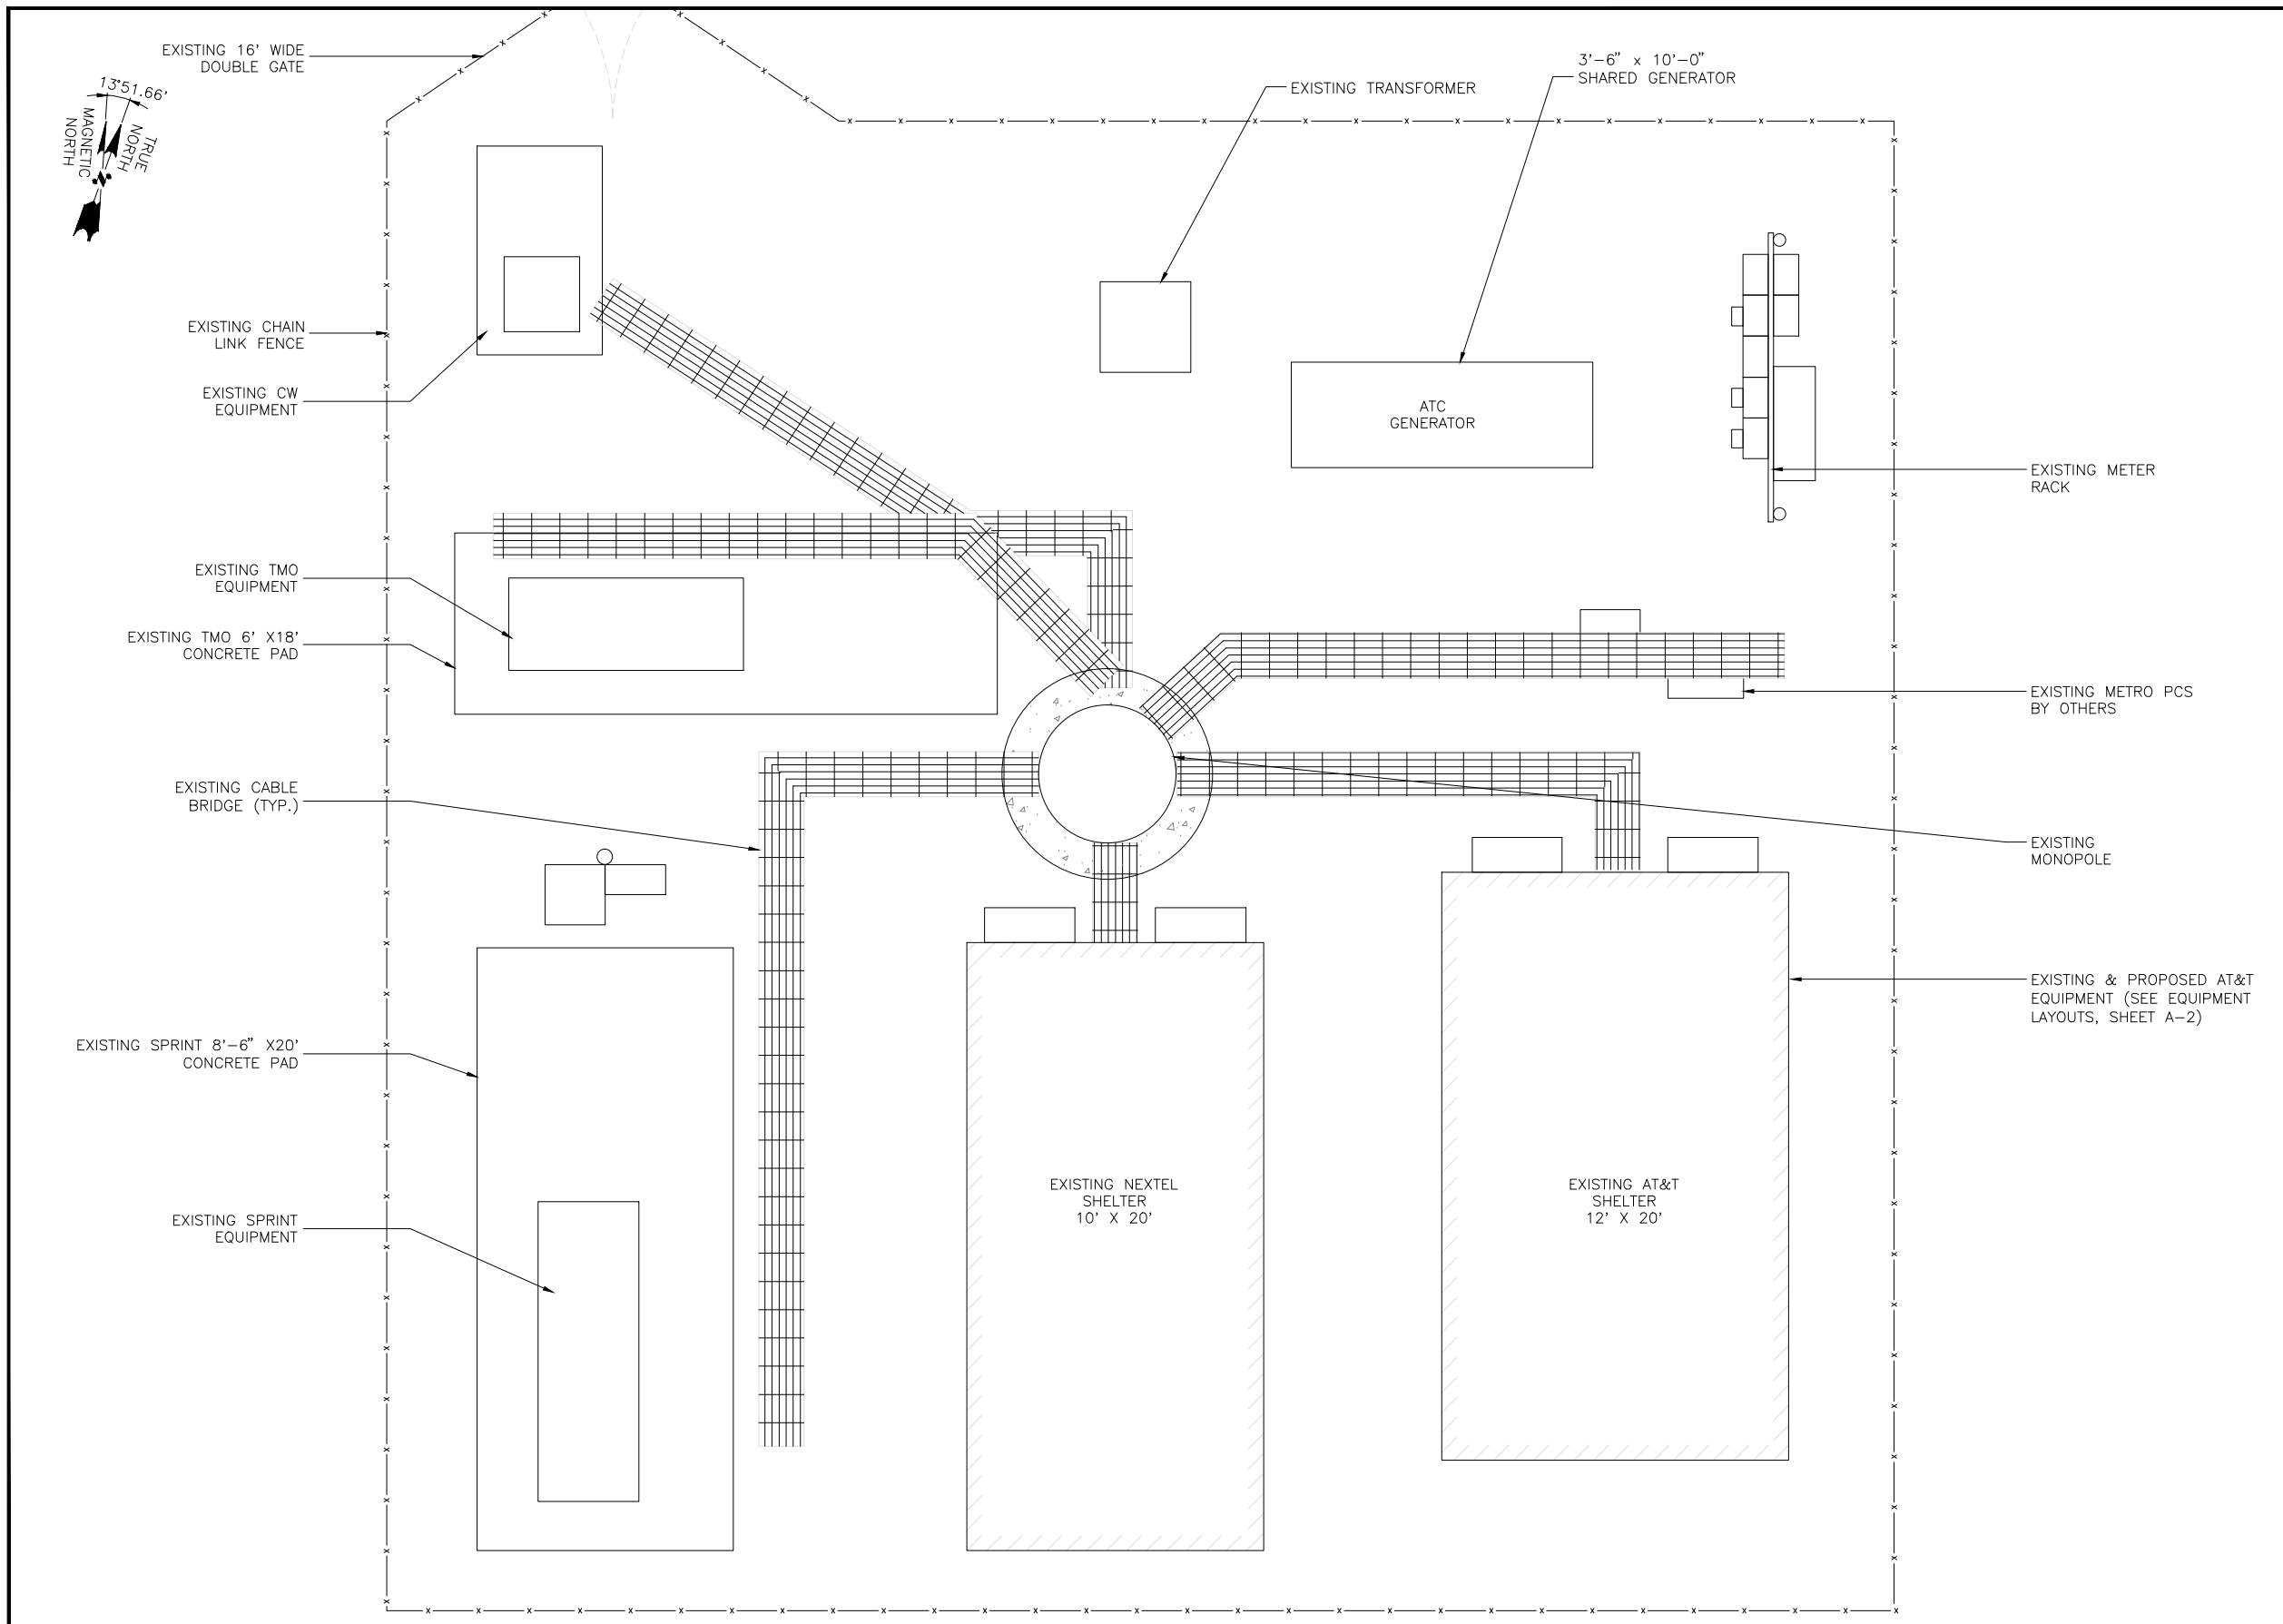 EXISTING 16' WIDE
DOUBLE GATE
13°51.66'
MAGNETIC
NORTH
TRUE
NORTH
N
3'-6" x 10'-0"
SHARED GENERATOR
EXISTING TRANSFORMER
EXISTING CHAIN
LINK FENCE
EXISTING CW
EQUIPMENT
ATC
GENERATOR
EXISTING METER
RACK
EXISTING TMO
EQUIPMENT
EXISTING TMO 6' X18'
CONCRETE PAD
EXISTING METRO PCS
BY OTHERS
EXISTING CABLE
BRIDGE (TYP.)
EXISTING
MONOPOLE
EXISTING & PROPOSED AT&T
EQUIPMENT (SEE EQUIPMENT
LAYOUTS, SHEET A-2)
EXISTING SPRINT 8'-6" X20'
CONCRETE PAD
EXISTING NEXTEL
SHELTER
10' X 20'
EXISTING AT&T
SHELTER
12' X 20'
EXISTING SPRINT
EQUIPMENT